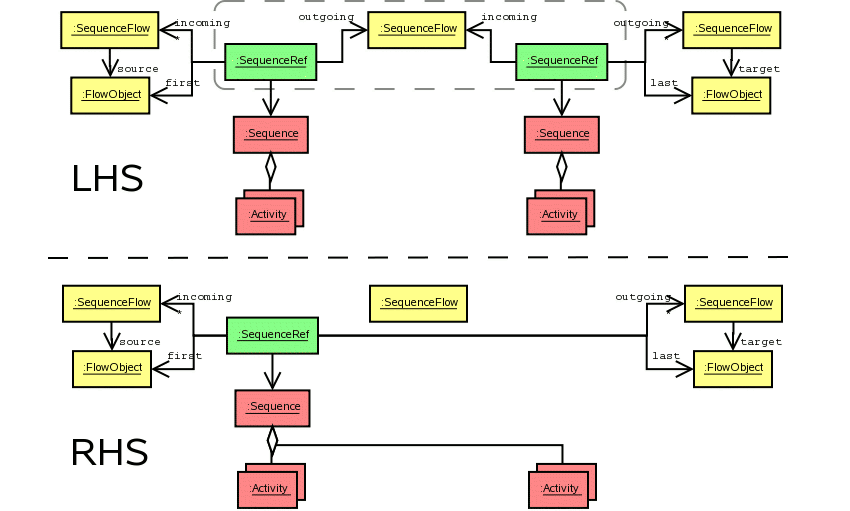 incoming
outgoing
incoming
outgoing
:SequenceFlow
:SequenceFlow
:SequenceFlow
*
*
:SequenceRef
:SequenceRef
source
target
first
last
:FlowObject
:FlowObject
:Sequence
:Sequence
LHS
:Activity
:Activity
incoming
outgoing
:SequenceFlow
:SequenceFlow
:SequenceFlow
*
*
:SequenceRef
source
target
first
last
:FlowObject
:FlowObject
:Sequence
RHS
:Activity
:Activity